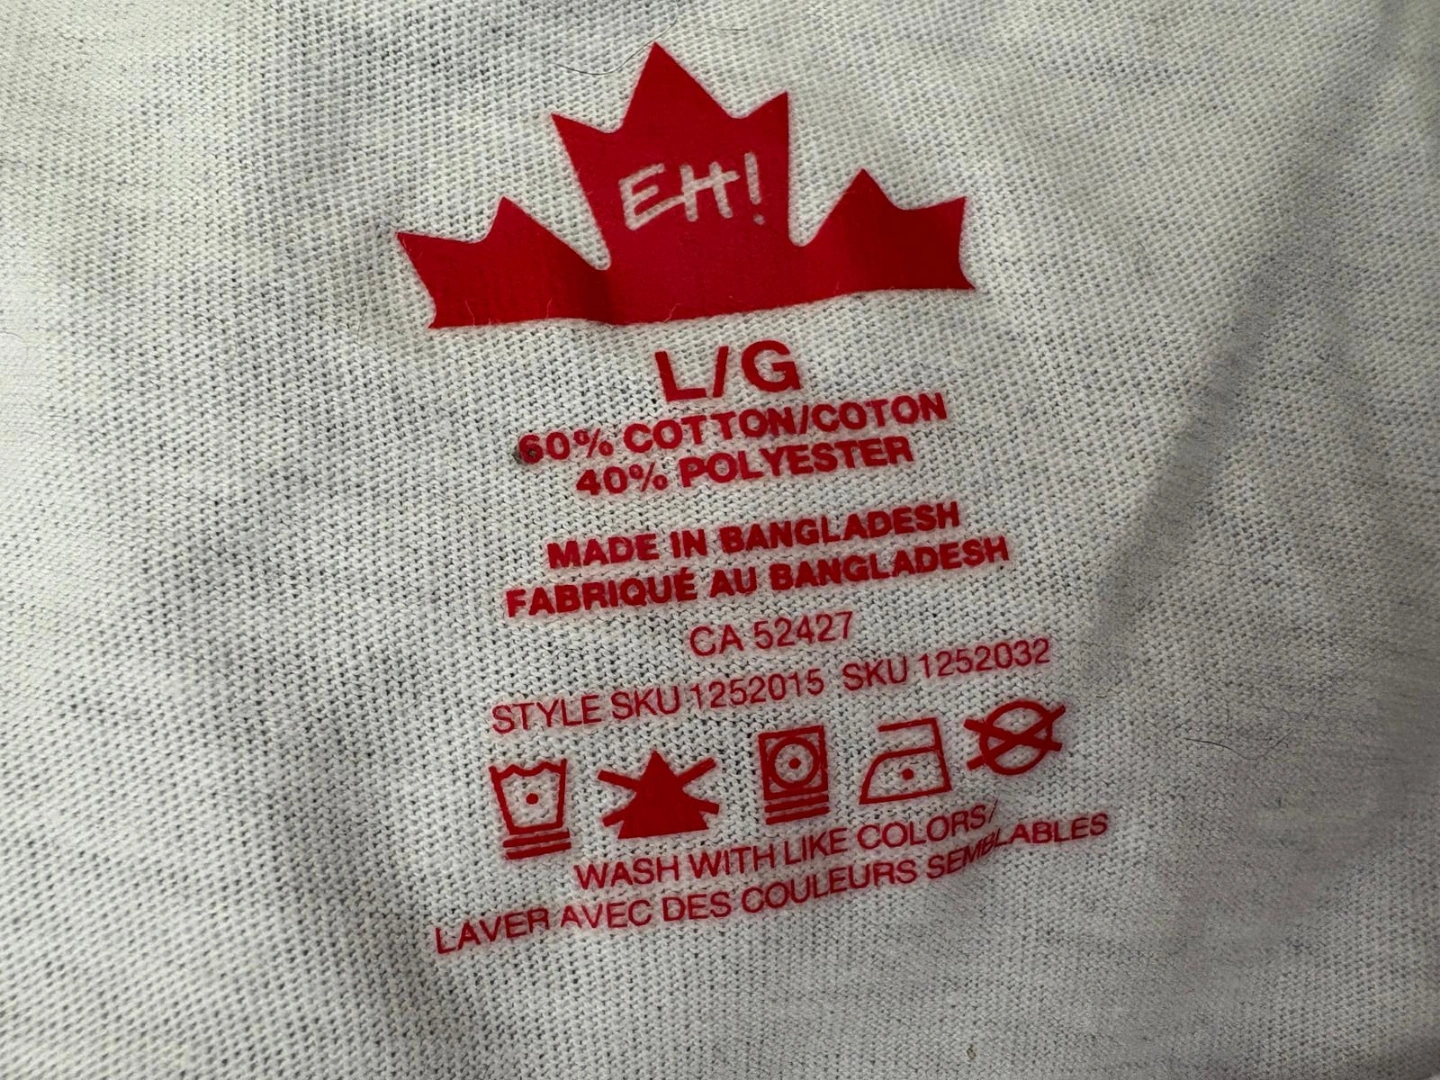 EH!
L/G
60% COTTON/COTON
40% POLYESTER
MADE IN BANGLADESH
FABRIQUÉ AU BANGLADESH
CA 52427
STYLE SKU 1252015 SKU 1252032
WASH WITH LIKE COLORS/
LAVER AVEC DES COULEURS SEMBLABLES